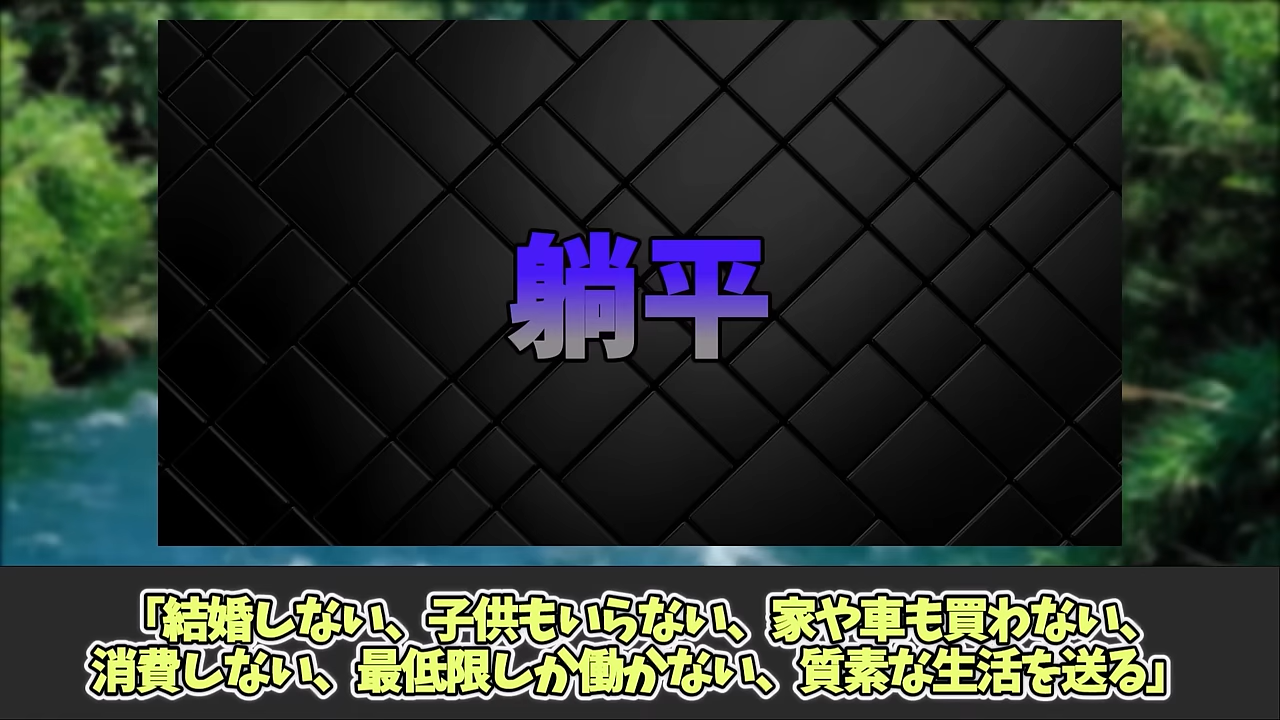 躺平
「結婚しない、子供もいらない、家や車も買わない、
消費しない、最低限しか働かない、質素な生活を送る」